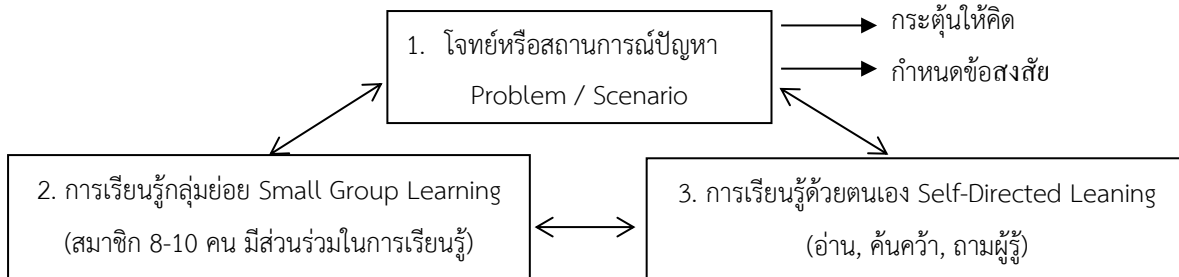 1. โจทย์หรือสถานการณ์ปัญหา
Problem / Scenario
กระตุ้นให้คิด
กำหนดข้อสงสัย
2. การเรียนรู้กลุ่มย่อย Small Group Learning
(สมาชิก 8-10 คน มีส่วนร่วมในการเรียนรู้)
3. การเรียนรู้ด้วยตนเอง Self-Directed Leaning
(อ่าน, ค้นคว้า, ถามผู้รู้)